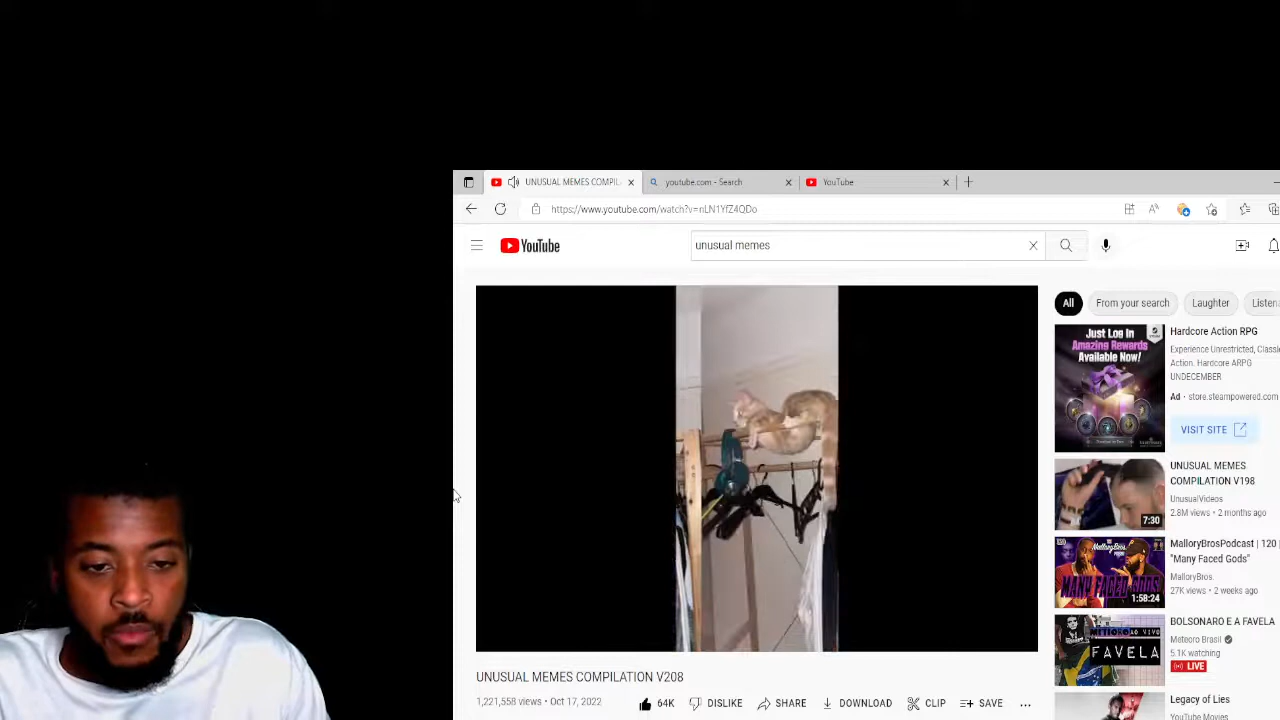 UNUSUAL MEMES COMPIL
youtube.com - Search
YouTube
https://www.youtube.com/watch?v=nLN1YfZ4QDo
YouTube
unusual memes
All
From your search
Laughter
Listen
Just Log in
Amazing Rewards
Available Now!
Hardcore Action RPG
Experience Unrestricted, Classic
Action. Hardcore ARPG
UNDECEMBER
Ad • store.steampowered.com
VISIT SITE
7:30
UNUSUAL MEMES
COMPILATION V198
UnusualVideos
2.8M views • 2 months ago
MalloryBros
MANY FACED GODS
1:58:24
MalloryBrosPodcast | 120 |
"Many Faced Gods"
MalloryBros.
27K views • 2 weeks ago
FAVELA
BOLSONARO E A FAVELA
Meteoro Brasil
5.1K watching
LIVE
Legacy of Lies
YouTube Movies
UNUSUAL MEMES COMPILATION V208
1,221,558 views • Oct 17, 2022
64K
DISLIKE
SHARE
DOWNLOAD
CLIP
SAVE